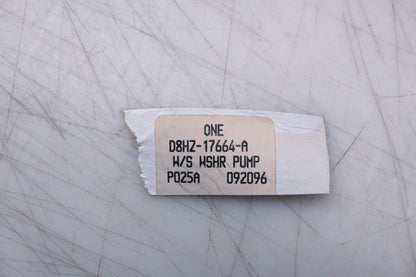 ONE
D8HZ-17664-A
W/S WSHR PUMP
P025A 092096